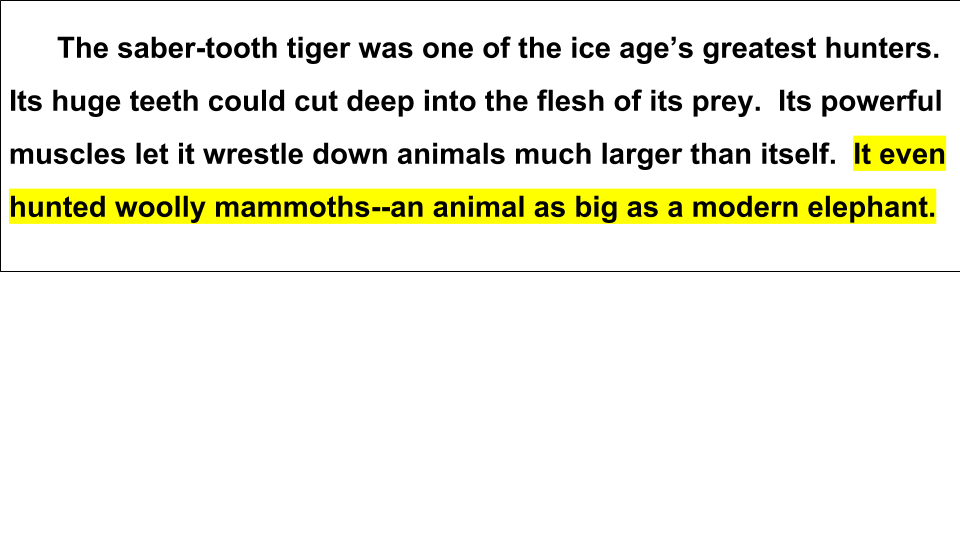 The saber-tooth tiger was one of the ice age’s greatest hunters.
Its huge teeth could cut deep into the flesh of its prey.  Its powerful
muscles let it wrestle down animals much larger than itself.  It even
hunted woolly mammoths--an animal as big as a modern elephant.